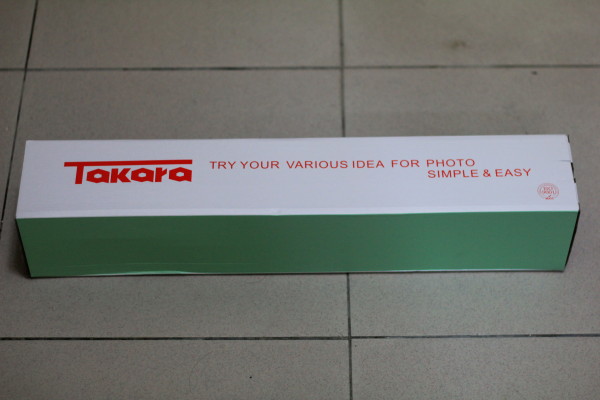 Takara
TRY YOUR VARIOUS IDEA FOR PHOTO
SIMPLE & EASY